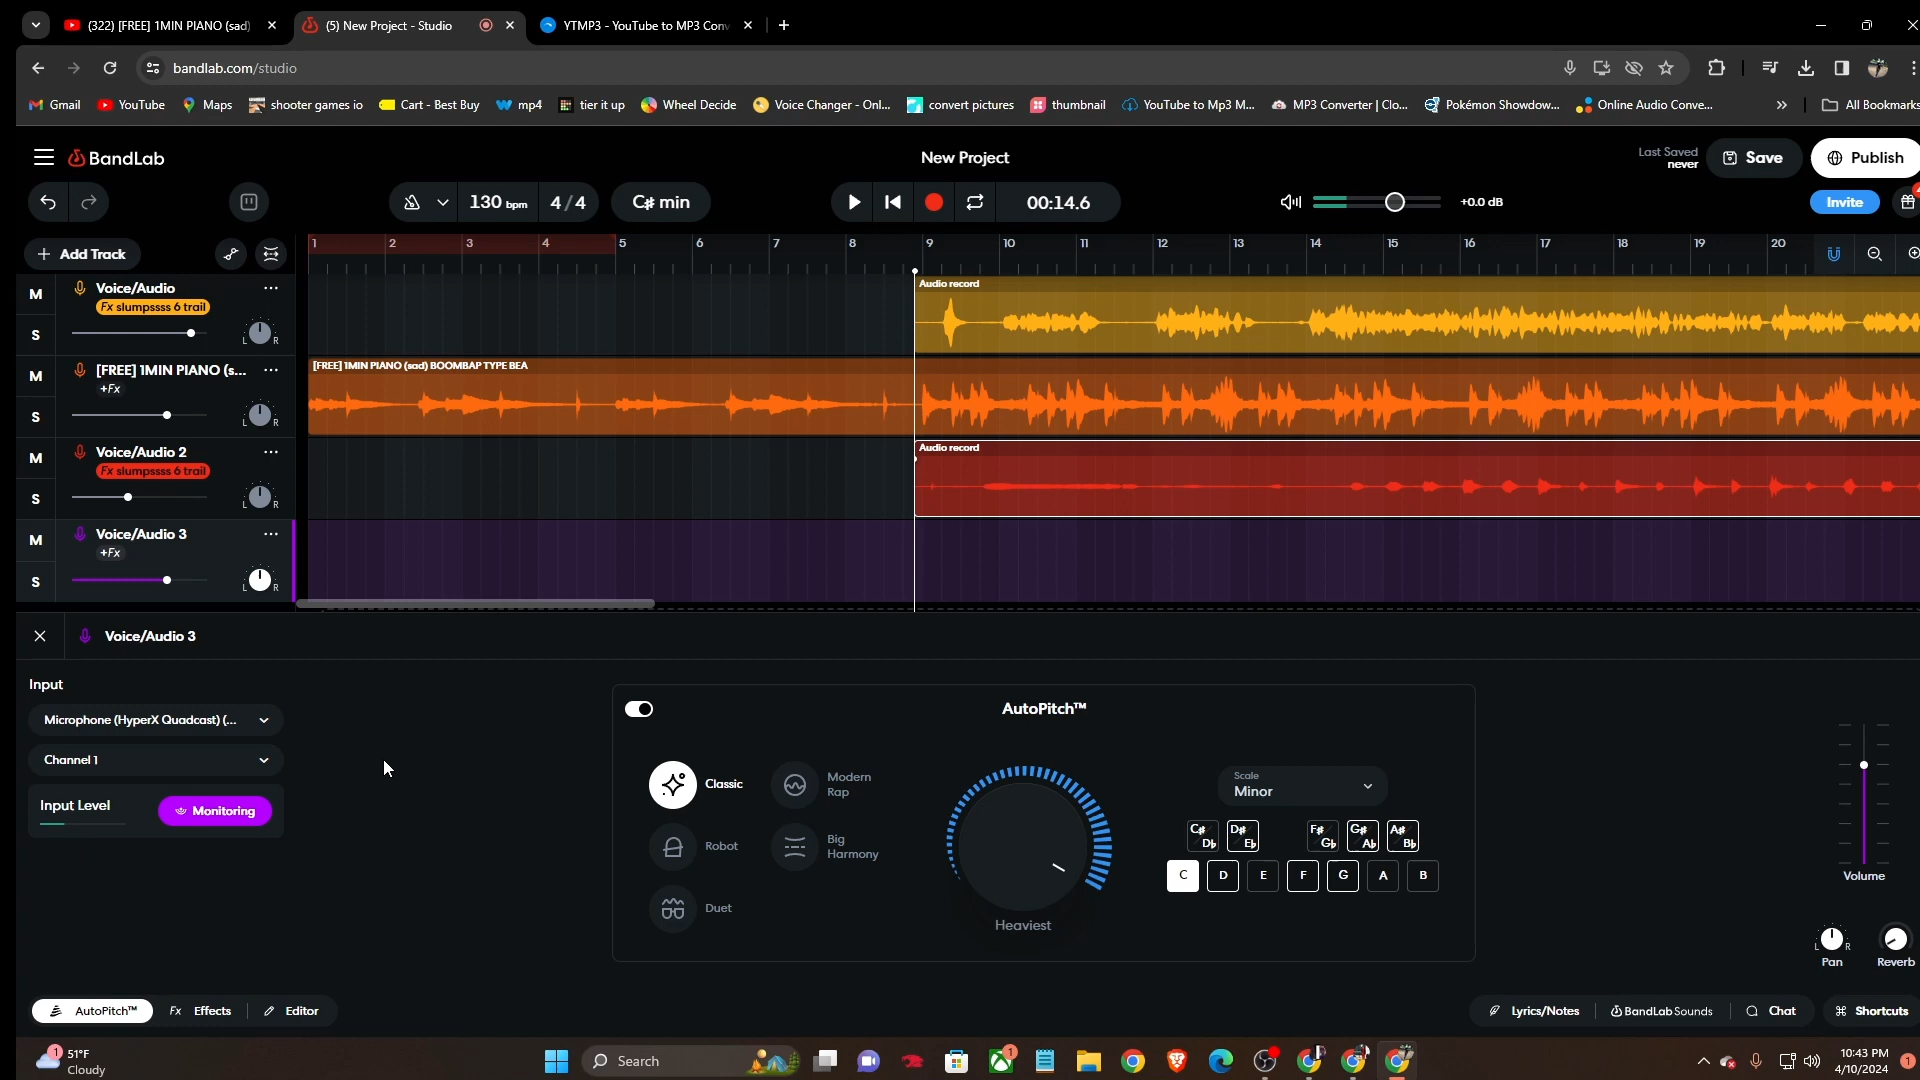 (322) [FREE] 1MIN PIANO (sad)
(5) New Project - Studio
YTMP3 - YouTube to MP3 Conv
bandlab.com/studio
Gmail
YouTube
Maps
shooter games io
Cart - Best Buy
mp4
tier it up
Wheel Decide
Voice Changer - Onl...
convert pictures
thumbnail
YouTube to Mp3 M...
MP3 Converter | Clo...
Pokémon Showdow...
Online Audio Conve...
All Bookmarks
BandLab
New Project
Last Saved
never
Save
Publish
130 bpm
4/4
C# min
00:14.6
+0.0 dB
Invite
Add Track
1 2 3 4 5 6 7 8 9 10 11 12 13 14 15 16 17 18 19 20
M
S
Voice/Audio
Fx slumpssss 6 trail
L R
Audio record
M
S
[FREE] 1MIN PIANO (s...
+Fx
L R
[FREE] 1MIN PIANO (sad) BOOMBAP TYPE BEA
M
S
Voice/Audio 2
Fx slumpssss 6 trail
L R
Audio record
M
S
Voice/Audio 3
+Fx
L R
Voice/Audio 3
Input
Microphone (HyperX Quadcast) (...
Channel 1
Input Level
Monitoring
AutoPitch™
Classic
Modern
Rap
Robot
Big
Harmony
Duet
Heaviest
Scale
Minor
C# Db
D# Eb
F# Gb
G# Ab
A# Bb
C D E F G A B
Volume
L R
Pan
Reverb
AutoPitch™
Fx Effects
Editor
Lyrics/Notes
BandLab Sounds
Chat
Shortcuts
1
51°F
Cloudy
Search
1
10:43 PM
4/10/2024
1